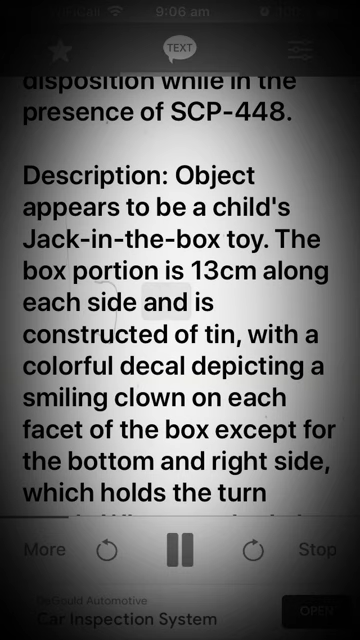 9:06 am
TEXT
disposition while in the
presence of SCP-448.
Description: Object
appears to be a child's
Jack-in-the-box toy. The
box portion is 13cm along
each side and is
constructed of tin, with a
colorful decal depicting a
smiling clown on each
facet of the box except for
the bottom and right side,
which holds the turn
More
Stop
DeGould Automotive
Car Inspection System
OPEN